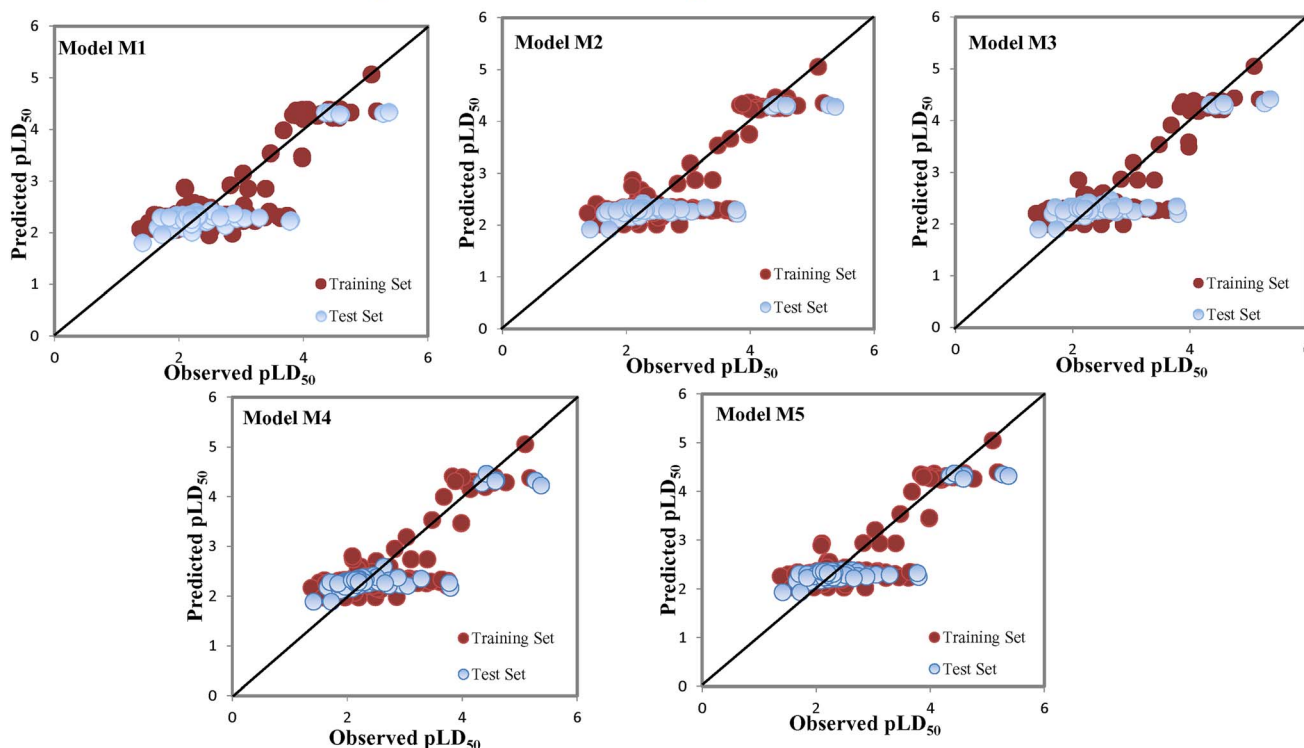 Model M1
Predicted pLD₅₀
6
5
4
3
2
1
0
Training Set
Test Set
0 2 4 6
Observed pLD₅₀
Model M2
Predicted pLD₅₀
6
5
4
3
2
1
0
Training Set
Test Set
0 2 4 6
Observed pLD₅₀
Model M3
Predicted pLD₅₀
6
5
4
3
2
1
0
Training Set
Test Set
0 2 4
Observed pLD₅₀
Model M4
Predicted pLD₅₀
6
5
4
3
2
1
0
Training Set
Test Set
0 2 4 6
Observed pLD₅₀
Model M5
Predicted pLD₅₀
6
5
4
3
2
1
0
Training Set
Test Set
0 2 4 6
Observed pLD₅₀